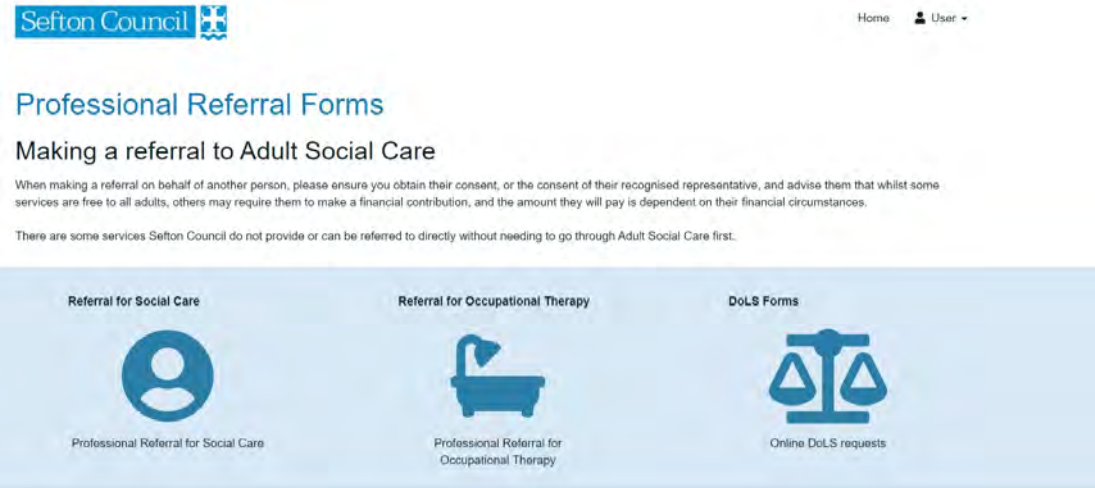 Sefton Council
Home User
Professional Referral Forms
Making a referral to Adult Social Care
When making a referral on behalf of another person, please ensure you obtain their consent, or the consent of their recognised representative, and advise them that whilst some
services are free to all adults, others may require them to make a financial contribution, and the amount they will pay is dependent on their financial circumstances.
There are some services Sefton Council do not provide or can be referred to directly without needing to go through Adult Social Care first.
Referral for Social Care
Referral for Occupational Therapy
DoLS Forms
Professional Referral for Social Care
Professional Referral for
Occupational Therapy
Online DoLS requests